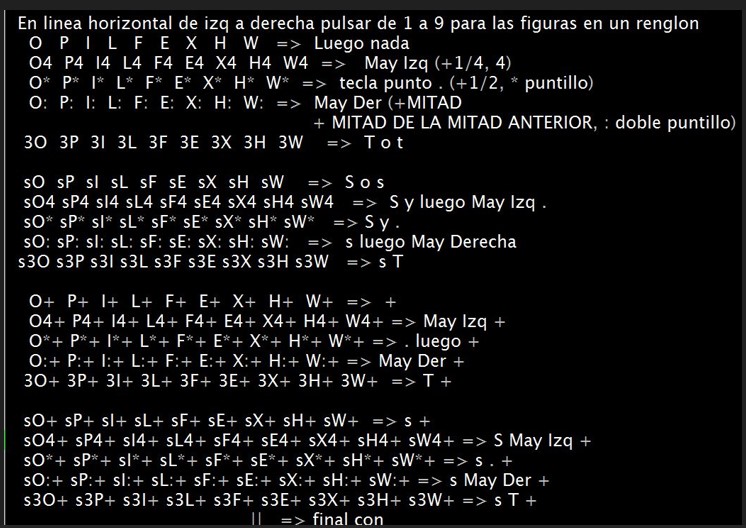 En linea horizontal de izq a derecha pulsar de 1 a 9 para las figuras en un renglon
O P I L F E X H W => Luego nada
O4 P4 I4 L4 F4 E4 X4 H4 W4 => May Izq (+1/4, 4)
O* P* I* L* F* E* X* H* W* => tecla punto . (+1/2, * puntillo)
O: P: I: L: F: E: X: H: W: => May Der (+MITAD
+ MITAD DE LA MITAD ANTERIOR, : doble puntillo)
3O 3P 3I 3L 3F 3E 3X 3H 3W => T o t
sO sP sI sL sF sE sX sH sW => S o s
sO4 sP4 sI4 sL4 sF4 sE4 sX4 sH4 sW4 => S y luego May Izq .
sO* sP* sI* sL* sF* sE* sX* sH* sW* => S y .
sO: sP: sI: sL: sF: sE: sX: sH: sW: => s luego May Derecha
s3O s3P s3I s3L s3F s3E s3X s3H s3W => s T
O+ P+ I+ L+ F+ E+ X+ H+ W+ => +
O4+ P4+ I4+ L4+ F4+ E4+ X4+ H4+ W4+ => May Izq +
O*+ P*+ I*+ L*+ F*+ E*+ X*+ H*+ W*+ => . luego +
O:+ P:+ I:+ L:+ F:+ E:+ X:+ H:+ W:+ => May Der +
3O+ 3P+ 3I+ 3L+ 3F+ 3E+ 3X+ 3H+ 3W+ => T +
sO+ sP+ sI+ sL+ sF+ sE+ sX+ sH+ sW+ => s +
sO4+ sP4+ sI4+ sL4+ sF4+ sE4+ sX4+ sH4+ sW4+ => S May Izq +
sO*+ sP*+ sI*+ sL*+ sF*+ sE*+ sX*+ sH*+ sW*+ => s . +
sO:+ sP:+ sI:+ sL:+ sF:+ sE:+ sX:+ sH:+ sW:+ => s May Der +
s3O+ s3P+ s3I+ s3L+ s3F+ s3E+ s3X+ s3H+ s3W+ => s T +
|| => final con